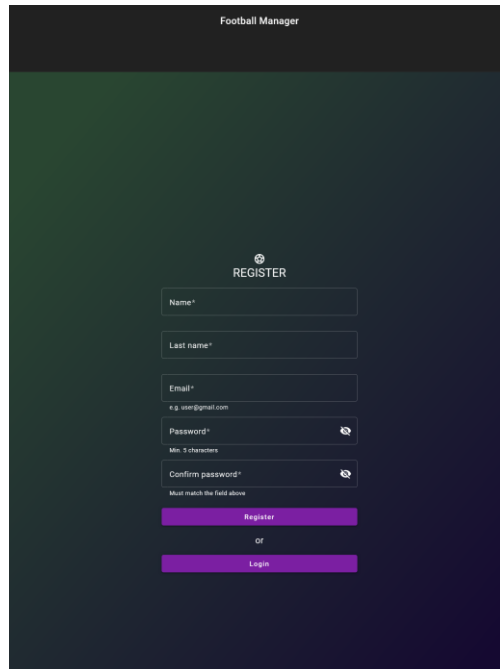 Football Manager
REGISTER
Name*
Last name*
Email*
e.g. user@gmail.com
Password*
Min. 5 characters
Confirm password*
Must match the field above
Register
or
Login